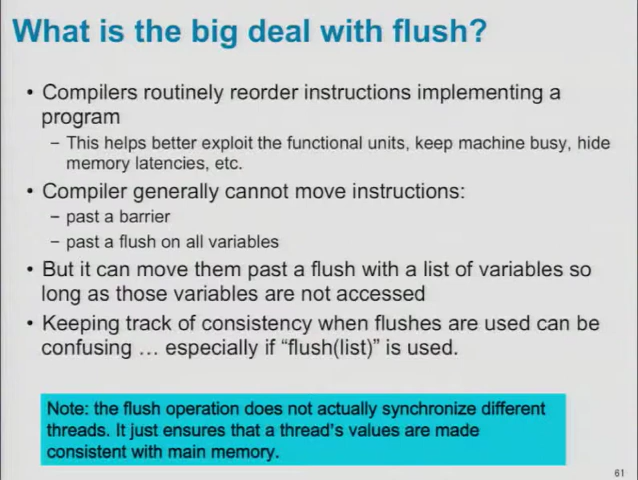 What is the big deal with flush?
• Compilers routinely reorder instructions implementing a
program
– This helps better exploit the functional units, keep machine busy, hide
memory latencies, etc.
• Compiler generally cannot move instructions:
– past a barrier
– past a flush on all variables
• But it can move them past a flush with a list of variables so
long as those variables are not accessed
• Keeping track of consistency when flushes are used can be
confusing … especially if “flush(list)” is used.
Note: the flush operation does not actually synchronize different
threads. It just ensures that a thread’s values are made
consistent with main memory.
61